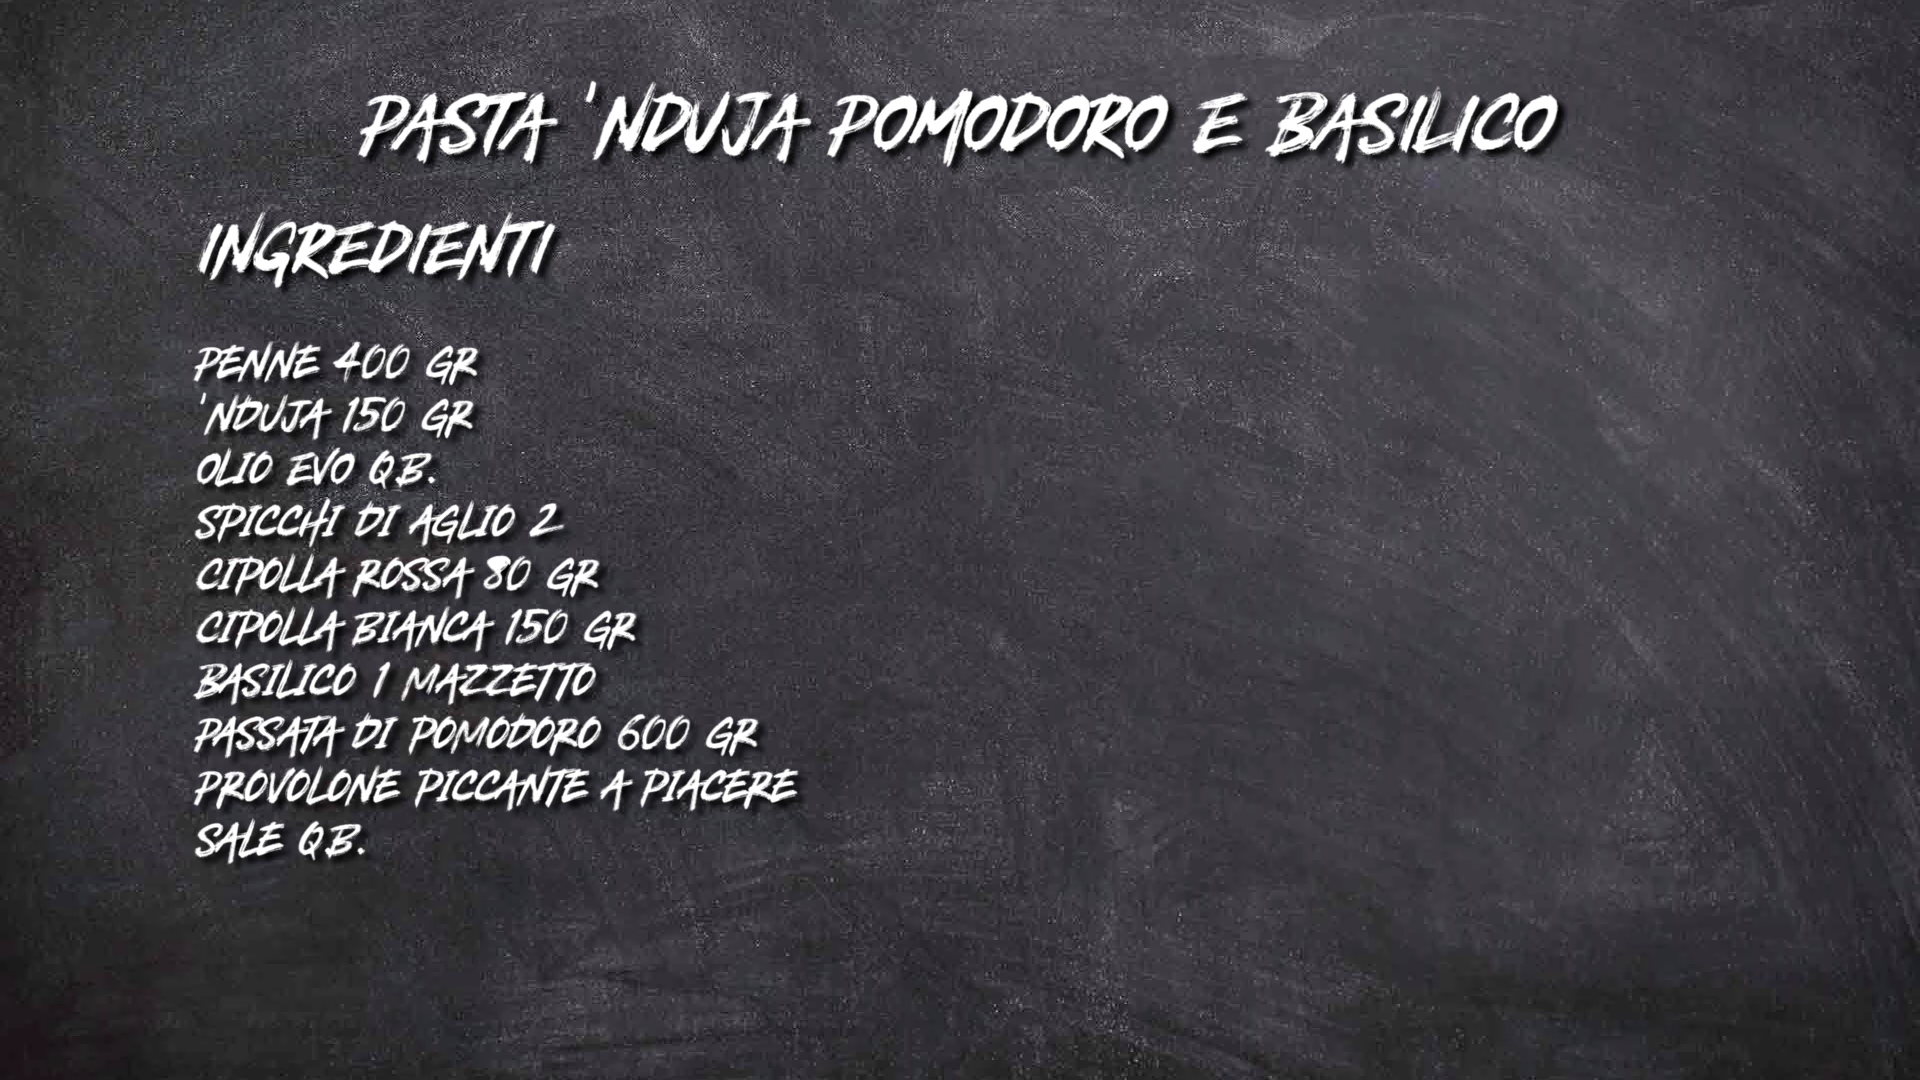 PASTA 'NDUJA POMODORO E BASILICO
INGREDIENTI
PENNE 400 GR
'NDUJA 150 GR
OLIO EVO Q.B.
SPICCHI DI AGLIO 2
CIPOLLA ROSSA 80 GR
CIPOLLA BIANCA 150 GR
BASILICO 1 MAZZETTO
PASSATA DI POMODORO 600 GR
PROVOLONE PICCANTE A PIACERE
SALE Q.B.